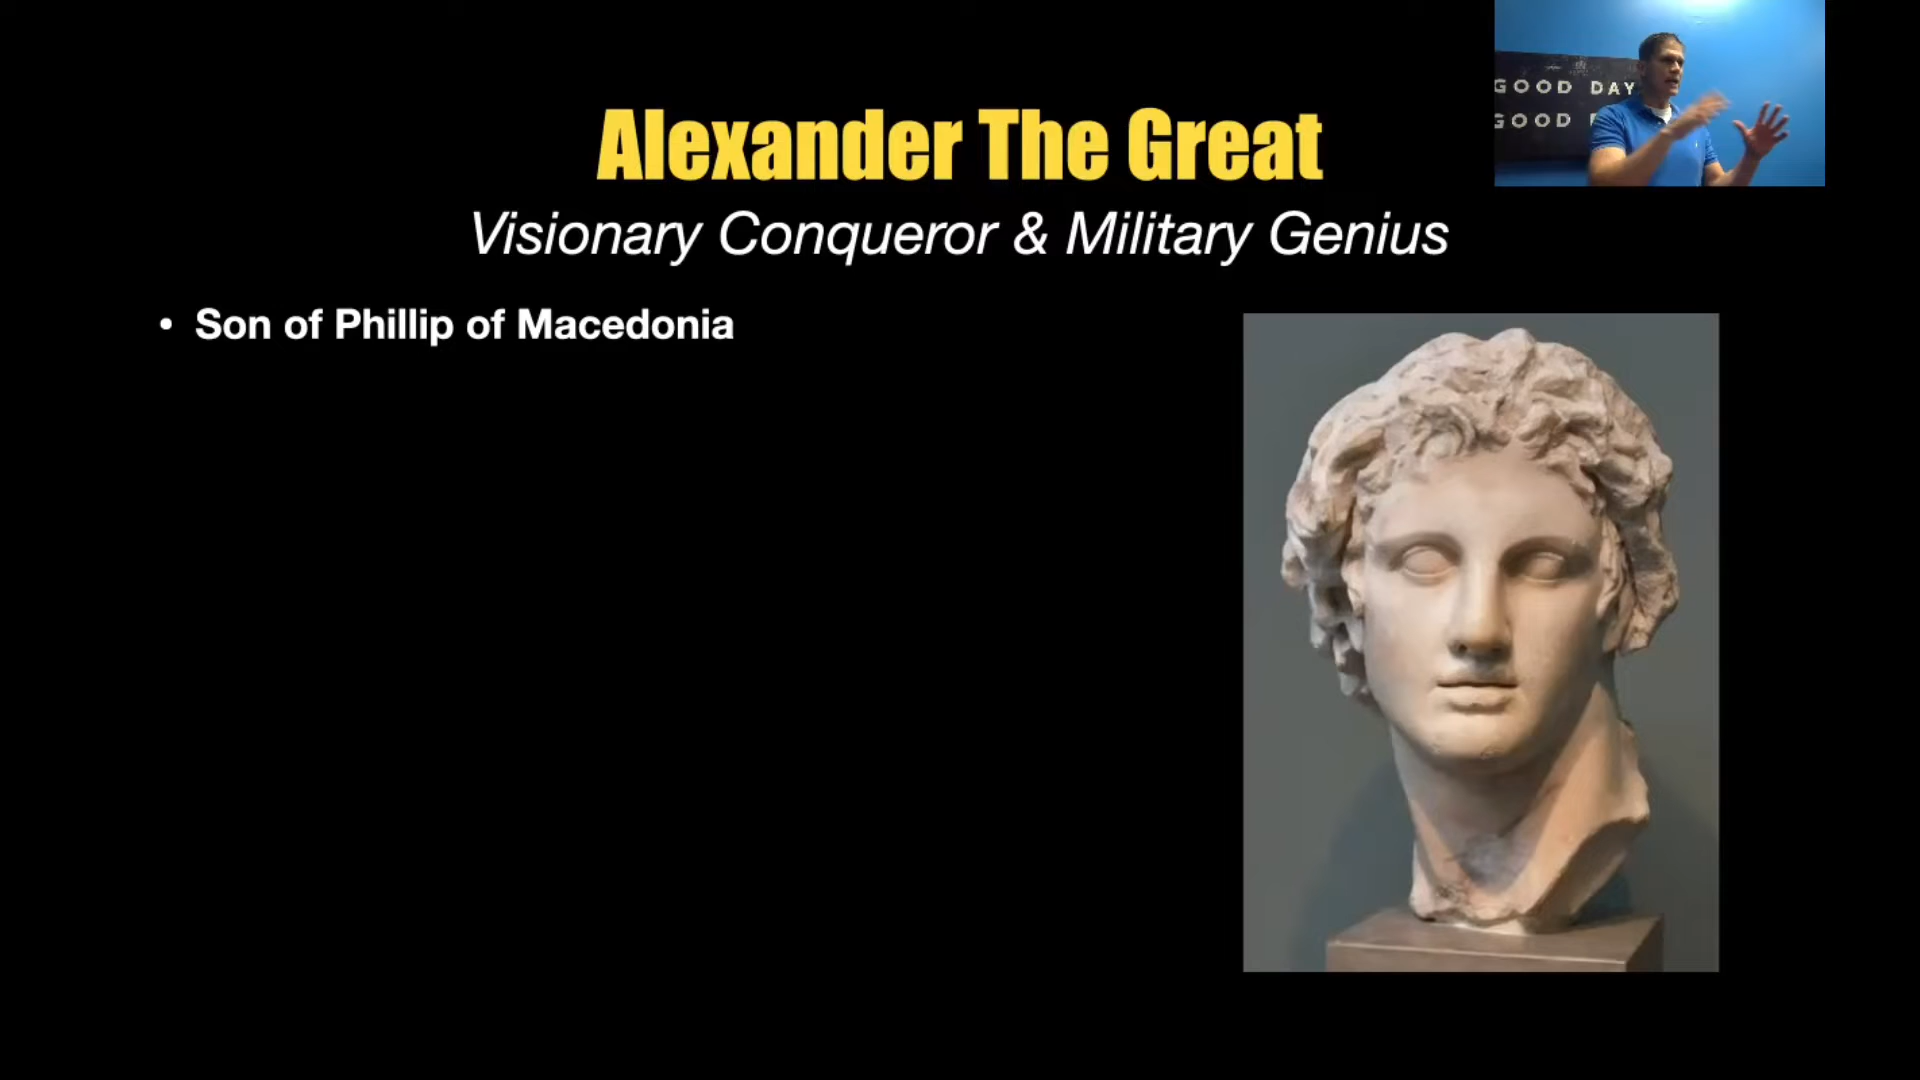 Alexander The Great
Visionary Conqueror & Military Genius
• Son of Phillip of Macedonia
GOOD DAY
GOOD